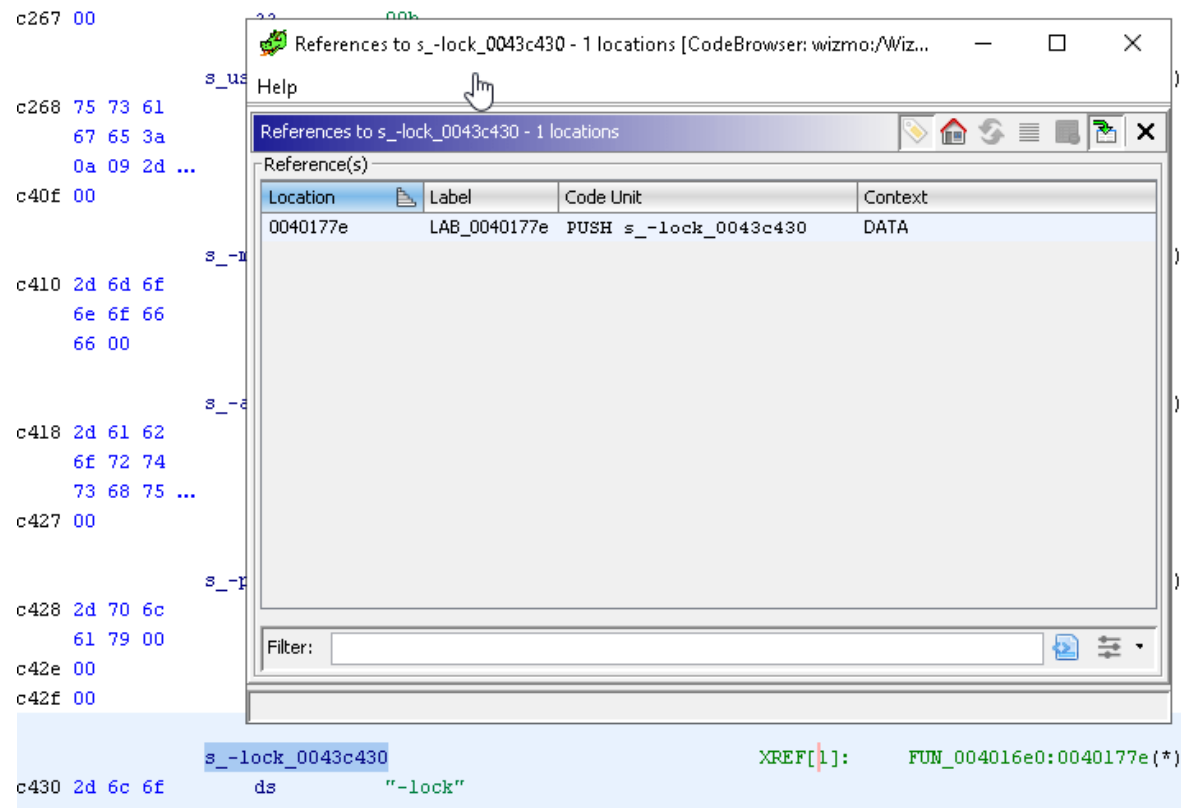 c267 00
References to s_-lock_0043c430 - 1 locations [CodeBrowser: wizmo:/Wiz...
Help
c268 75 73 61
67 65 3a
0a 09 2d ...
c40f 00
References to s_-lock_0043c430 - 1 locations
Reference(s)
Location Label Code Unit Context
0040177e LAB_0040177e PUSH s_-lock_0043c430 DATA
c410 2d 6d 6f
6e 6f 66
66 00
c418 2d 61 62
6f 72 74
73 68 75 ...
c427 00
s_-p
c428 2d 70 6c
61 79 00
c42e 00
c42f 00
Filter:
s_-lock_0043c430 XREF[1]: FUN_004016e0:0040177e(*)
c430 2d 6c 6f ds "-lock"